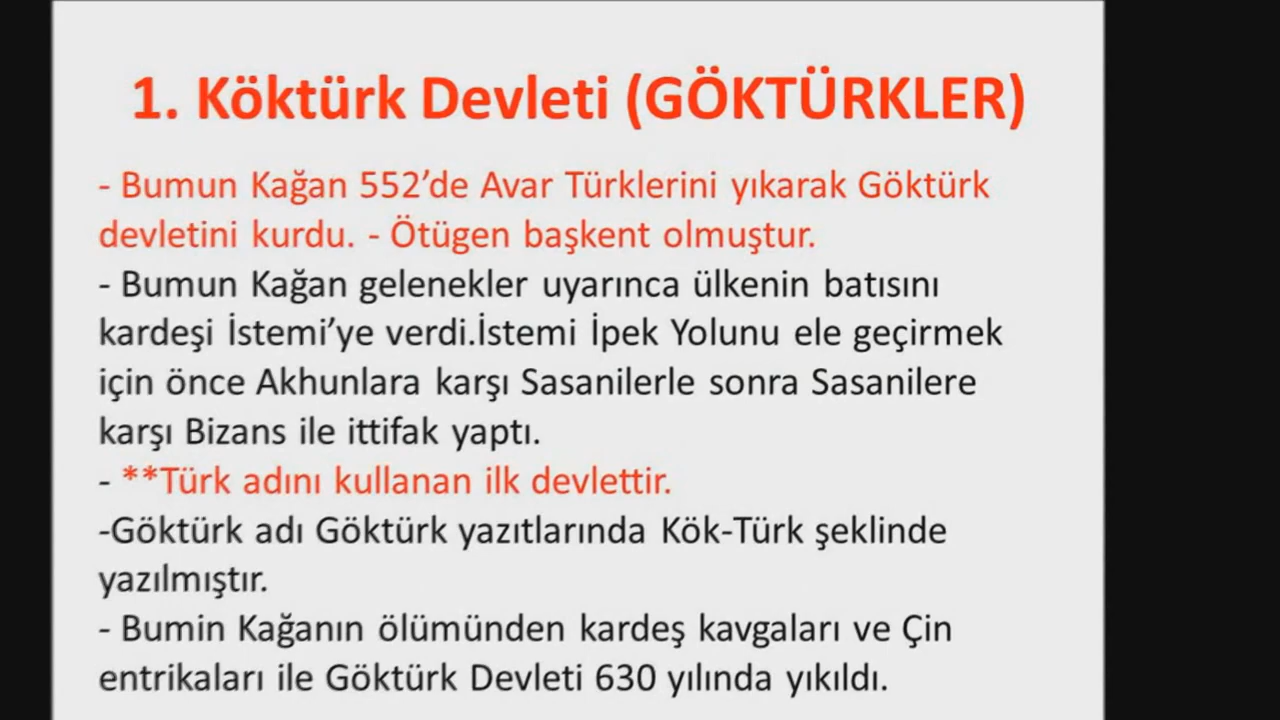 1. Köktürk Devleti (GÖKTÜRKLER)
- Bumun Kağan 552’de Avar Türklerini yıkarak Göktürk
devletini kurdu. - Ötügen başkent olmuştur.
- Bumun Kağan gelenekler uyarınca ülkenin batısını
kardeşi İstemi’ye verdi.İstemi İpek Yolunu ele geçirmek
için önce Akhunlara karşı Sasanilerle sonra Sasanilere
karşı Bizans ile ittifak yaptı.
- **Türk adını kullanan ilk devlettir.
-Göktürk adı Göktürk yazıtlarında Kök-Türk şeklinde
yazılmıştır.
- Bumin Kağanın ölümünden kardeş kavgaları ve Çin
entrikaları ile Göktürk Devleti 630 yılında yıkıldı.